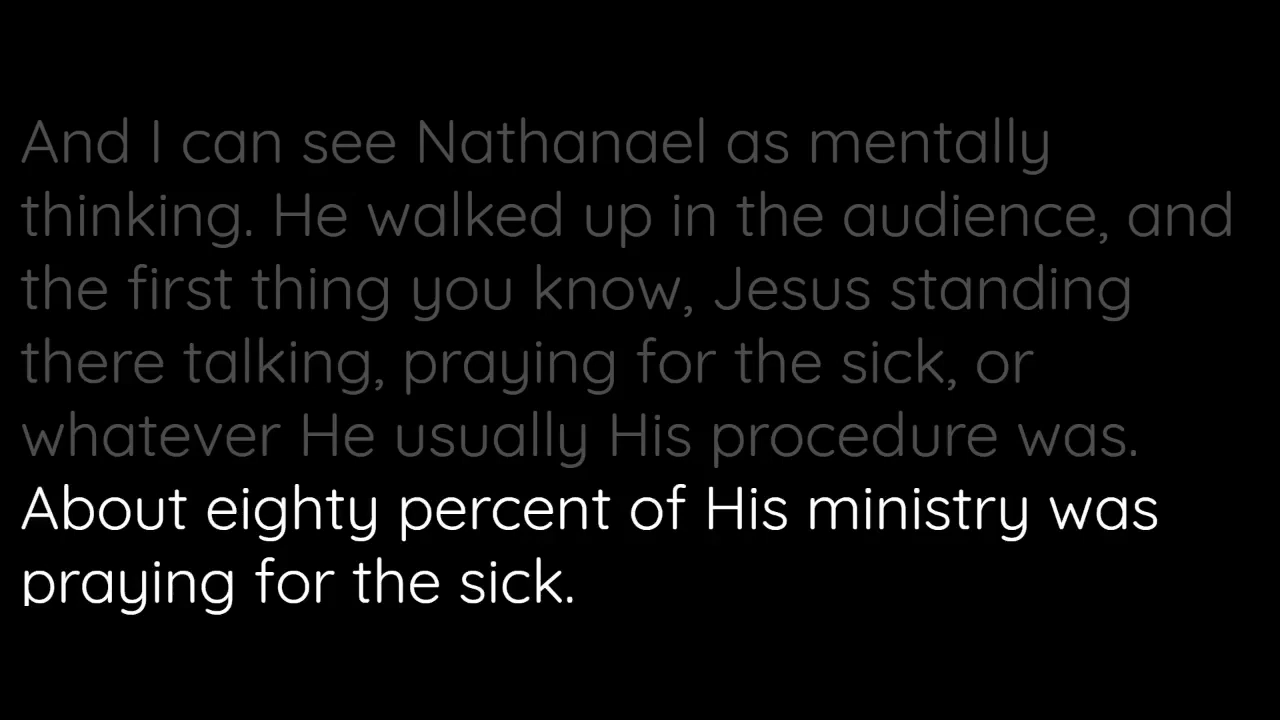 And I can see Nathanael as mentally
thinking. He walked up in the audience, and
the first thing you know, Jesus standing
there talking, praying for the sick, or
whatever He usually His procedure was.
About eighty percent of His ministry was
praying for the sick.